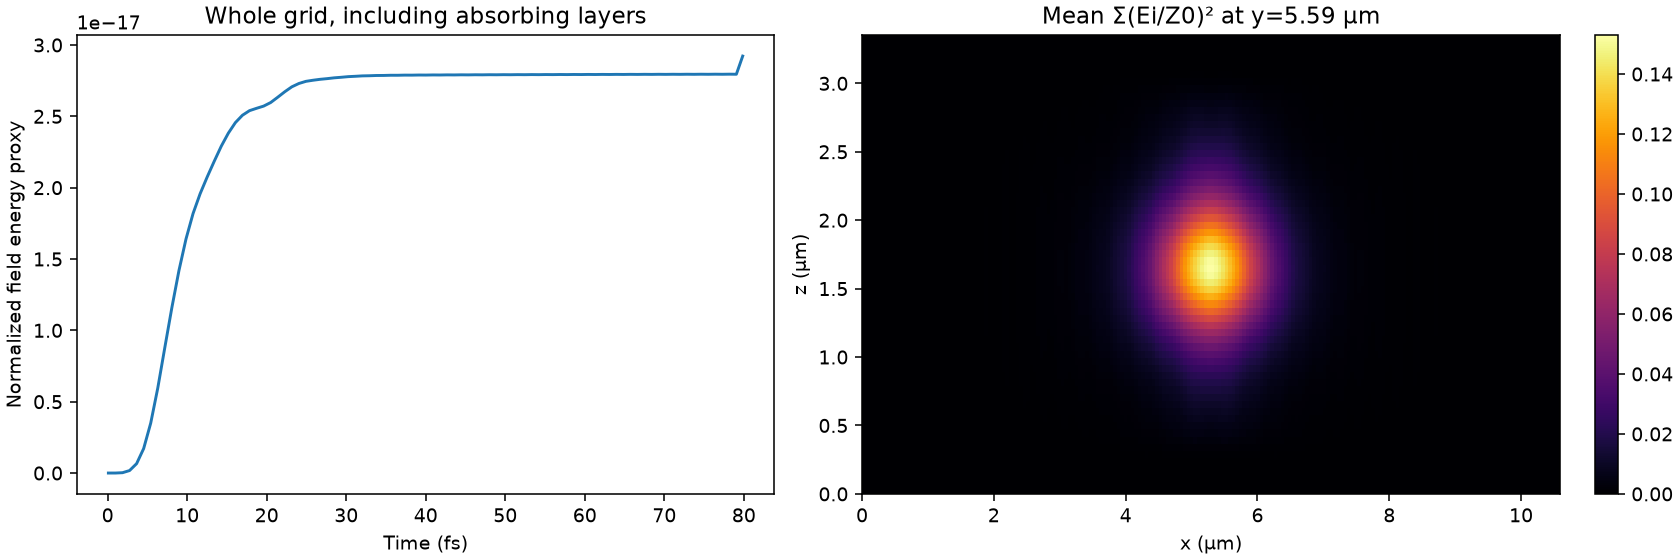 Whole grid, including absorbing layers
1e−17
Normalized field energy proxy
3.0
2.5
2.0
1.5
1.0
0.5
0.0
0 10 20 30 40 50 60 70 80
Time (fs)
Mean Σ(Ei/Z0)² at y=5.59 μm
z (μm)
3.0
2.5
2.0
1.5
1.0
0.5
0.0
0 2 4 6 8 10
x (μm)
0.14
0.12
0.10
0.08
0.06
0.04
0.02
0.00